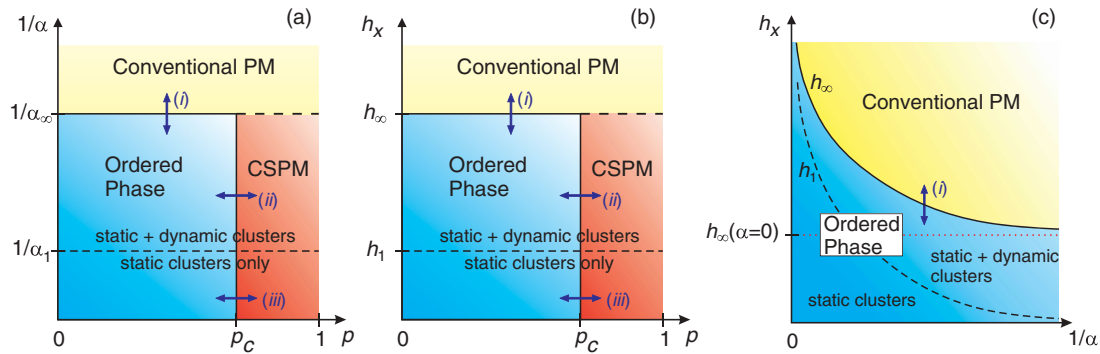 1/α
(a)
Conventional PM
1/α∞
(i)
Ordered
Phase
CSPM
(ii)
static + dynamic clusters
1/α1
static clusters only
(iii)
0
pc
1
p
hx
(b)
Conventional PM
h∞
(i)
Ordered
Phase
CSPM
(ii)
static + dynamic clusters
h1
static clusters only
(iii)
0
pc
1
p
hx
(c)
h∞
Conventional PM
h1
(i)
h∞(α=0)
Ordered
Phase
static + dynamic
clusters
static clusters
0
1/α